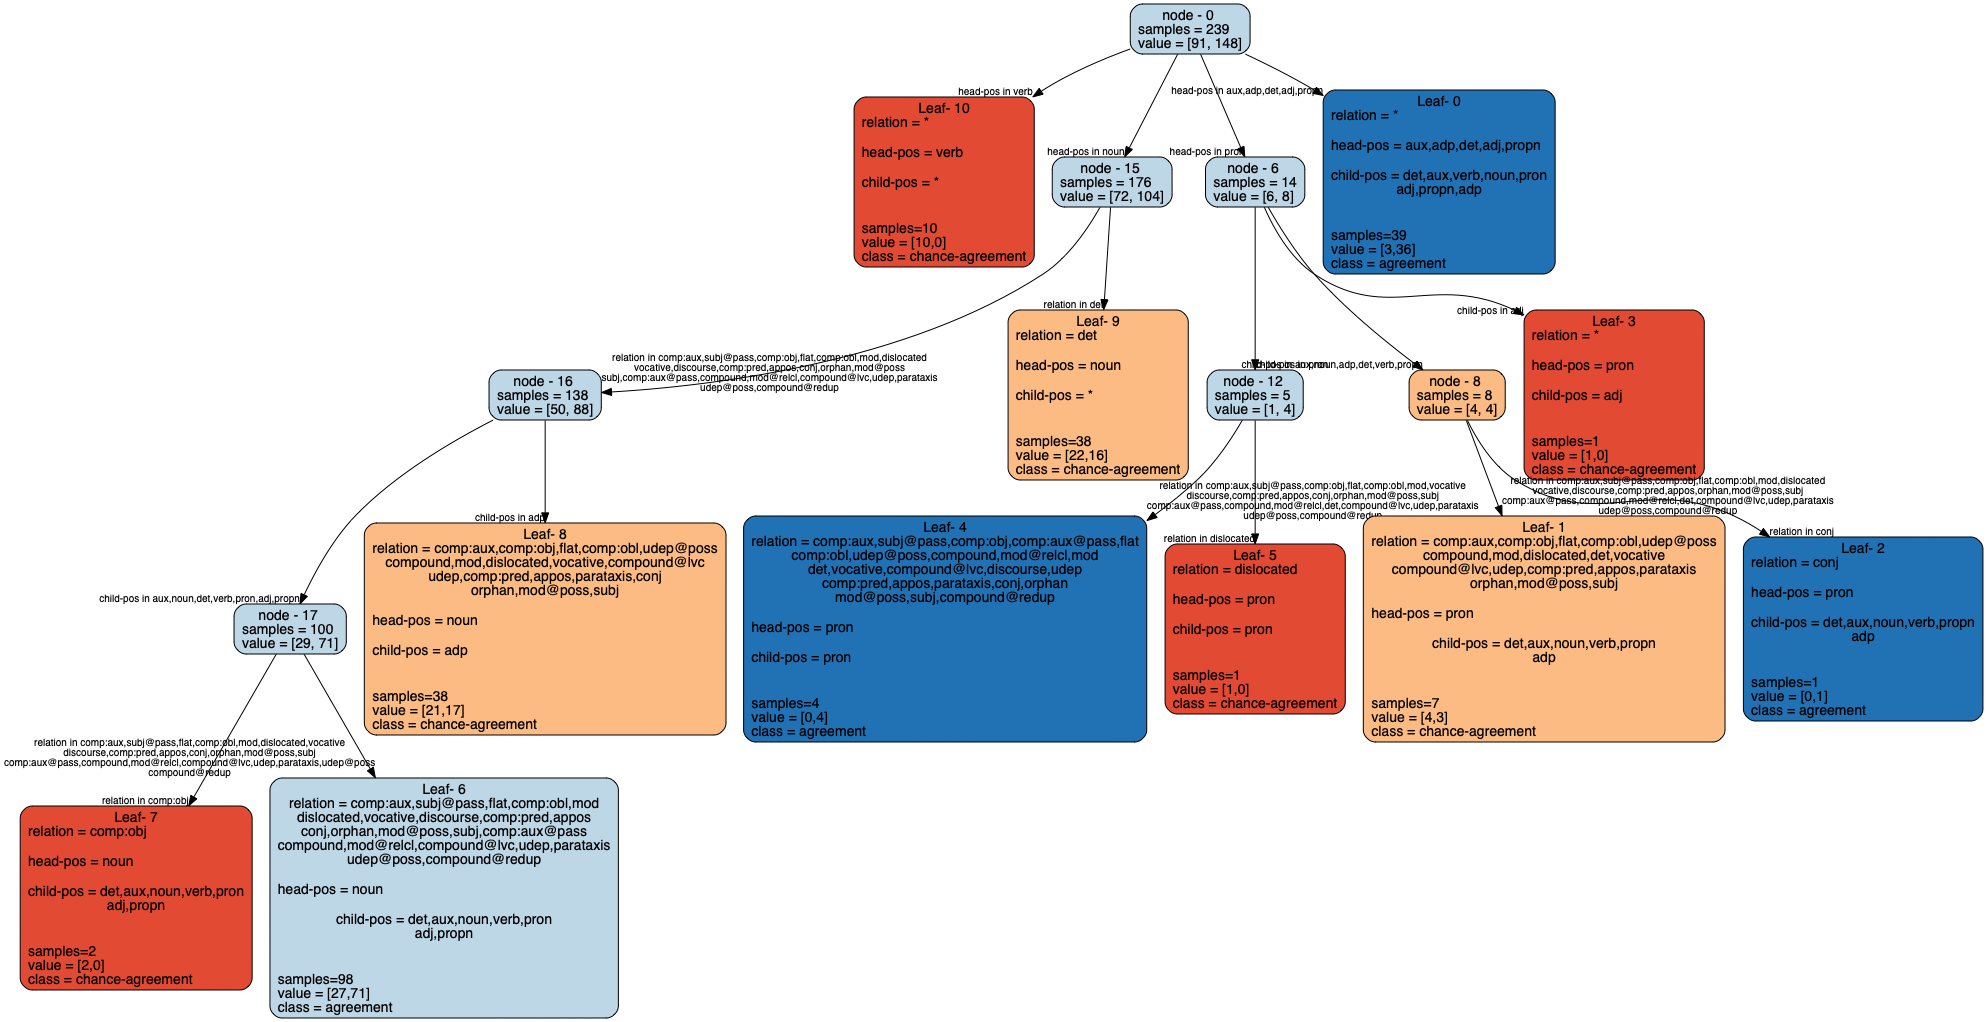 node - 0
samples = 239
value = [91, 148]
head-pos in verb
head-pos in aux,adp,det,adj,propn
Leaf- 10
relation = *
head-pos = verb
child-pos = *
samples=10
value = [10,0]
class = chance-agreement
Leaf- 0
relation = *
head-pos = aux,adp,det,adj,propn
child-pos = det,aux,verb,noun,pron
adj,propn,adp
samples=39
value = [3,36]
class = agreement
head-pos in noun
head-pos in pron
node - 15
samples = 176
value = [72, 104]
node - 6
samples = 14
value = [6, 8]
relation in det
child-pos in adj
Leaf- 9
relation = det
head-pos = noun
child-pos = *
samples=38
value = [22,16]
class = chance-agreement
Leaf- 3
relation = *
head-pos = pron
child-pos = adj
samples=1
value = [1,0]
class = chance-agreement
relation in comp:aux,subj@pass,comp:obj,flat,comp:obl,mod,dislocated
vocative,discourse,comp:pred,appos,conj,orphan,mod@poss
subj,comp:aux@pass,compound,mod@relcl,compound@lvc,udep,parataxis
udep@poss,compound@redup
node - 16
samples = 138
value = [50, 88]
node - 12
samples = 5
value = [1, 4]
node - 8
samples = 8
value = [4, 4]
relation in comp:aux,subj@pass,comp:obj,flat,comp:obl,mod,vocative
discourse,comp:pred,appos,conj,orphan,mod@poss,subj
comp:aux@pass,compound,mod@relcl,det,compound@lvc,udep,parataxis
udep@poss,compound@redup
relation in comp:aux,subj@pass,comp:obj,flat,comp:obl,mod,dislocated
vocative,discourse,comp:pred,appos,orphan,mod@poss,subj
comp:aux@pass,compound,mod@relcl,det,compound@lvc,udep,parataxis
udep@poss,compound@redup
child-pos in adp
relation in dislocated
relation in conj
Leaf- 8
relation = comp:aux,comp:obj,flat,comp:obl,udep@poss
compound,mod,dislocated,vocative,compound@lvc
udep,comp:pred,appos,parataxis,conj
orphan,mod@poss,subj
head-pos = noun
child-pos = adp
samples=38
value = [21,17]
class = chance-agreement
Leaf- 4
relation = comp:aux,subj@pass,comp:obj,comp:aux@pass,flat
comp:obl,udep@poss,compound,mod@relcl,mod
det,vocative,compound@lvc,discourse,udep
comp:pred,appos,parataxis,conj,orphan
mod@poss,subj,compound@redup
head-pos = pron
child-pos = pron
samples=4
value = [0,4]
class = agreement
Leaf- 5
relation = dislocated
head-pos = pron
child-pos = pron
samples=1
value = [1,0]
class = chance-agreement
Leaf- 1
relation = comp:aux,comp:obj,flat,comp:obl,udep@poss
compound,mod,dislocated,det,vocative
compound@lvc,udep,comp:pred,appos,parataxis
orphan,mod@poss,subj
head-pos = pron
child-pos = det,aux,noun,verb,propn
adp
samples=7
value = [4,3]
class = chance-agreement
Leaf- 2
relation = conj
head-pos = pron
child-pos = det,aux,noun,verb,propn
adp
samples=1
value = [0,1]
class = agreement
child-pos in aux,noun,det,verb,pron,adj,propn
node - 17
samples = 100
value = [29, 71]
relation in comp:aux,subj@pass,flat,comp:obl,mod,dislocated,vocative
discourse,comp:pred,appos,conj,orphan,mod@poss,subj
comp:aux@pass,compound,mod@relcl,compound@lvc,udep,parataxis,udep@poss
compound@redup
relation in comp:obj
Leaf- 7
relation = comp:obj
head-pos = noun
child-pos = det,aux,noun,verb,pron
adj,propn
samples=2
value = [2,0]
class = chance-agreement
Leaf- 6
relation = comp:aux,subj@pass,flat,comp:obl,mod
dislocated,vocative,discourse,comp:pred,appos
conj,orphan,mod@poss,subj,comp:aux@pass
compound,mod@relcl,compound@lvc,udep,parataxis
udep@poss,compound@redup
head-pos = noun
child-pos = det,aux,noun,verb,pron
adj,propn
samples=98
value = [27,71]
class = agreement